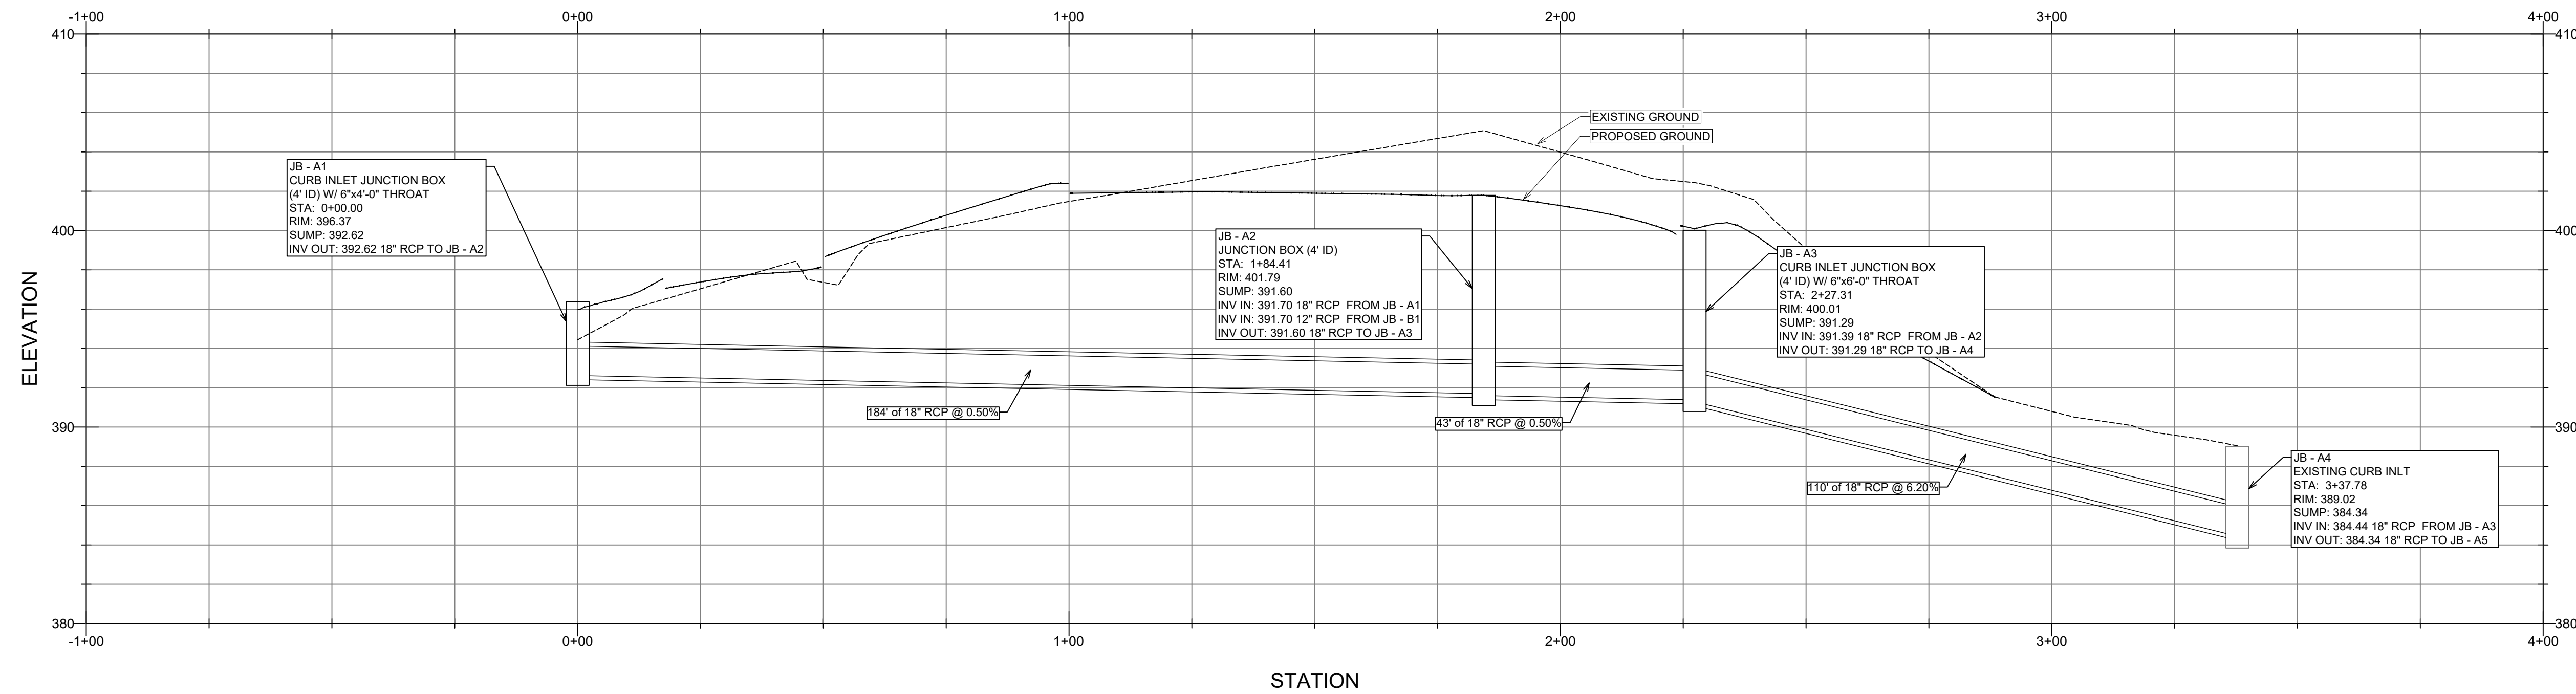 -1+00 0+00 1+00 2+00 3+00 4+00
410 410
EXISTING GROUND
PROPOSED GROUND
JB - A1
CURB INLET JUNCTION BOX
(4' ID) W/ 6"x4'-0" THROAT
STA: 0+00.00
RIM: 396.37
SUMP: 392.62
INV OUT: 392.62 18" RCP TO JB - A2
400 400
JB - A2
JUNCTION BOX (4' ID)
STA: 1+84.41
RIM: 401.79
SUMP: 391.60
INV IN: 391.70 18" RCP FROM JB - A1
INV IN: 391.70 12" RCP FROM JB - B1
INV OUT: 391.60 18" RCP TO JB - A3
JB - A3
CURB INLET JUNCTION BOX
(4' ID) W/ 6"x6'-0" THROAT
STA: 2+27.31
RIM: 400.01
SUMP: 391.29
INV IN: 391.39 18" RCP FROM JB - A2
INV OUT: 391.29 18" RCP TO JB - A4
ELEVATION
184' of 18" RCP @ 0.50%
43' of 18" RCP @ 0.50%
390 390
JB - A4
EXISTING CURB INLT
STA: 3+37.78
RIM: 389.02
SUMP: 384.34
INV IN: 384.44 18" RCP FROM JB - A3
INV OUT: 384.34 18" RCP TO JB - A5
110' of 18" RCP @ 6.20%
380 380
-1+00 0+00 1+00 2+00 3+00 4+00
STATION